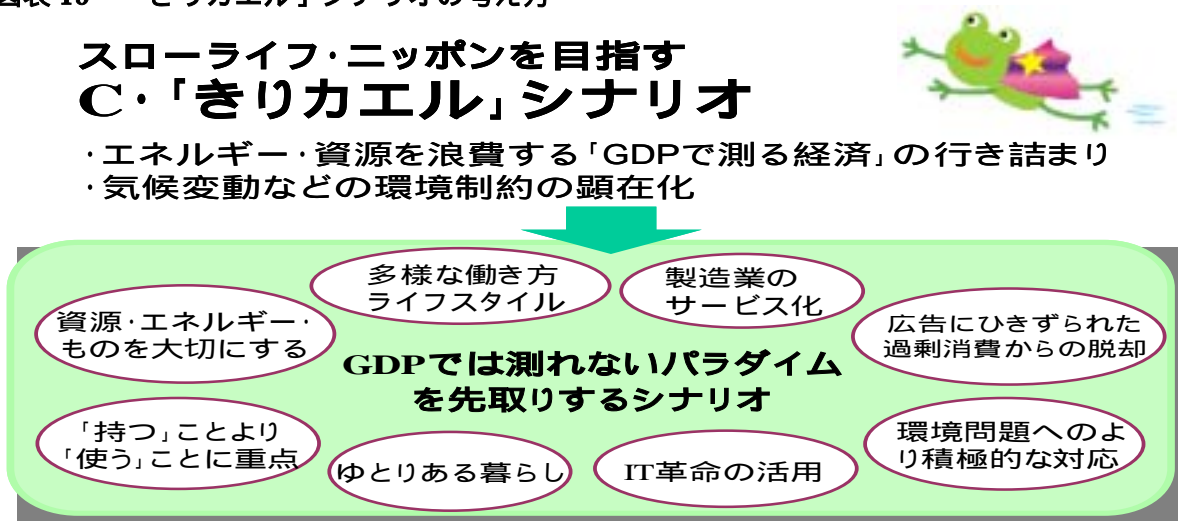 スローライフ・ニッポンを目指す
C・「きりカエル」シナリオ
・エネルギー・資源を浪費する「GDPで測る経済」の行き詰まり
・気候変動などの環境制約の顕在化
多様な働き方
ライフスタイル
製造業の
サービス化
資源・エネルギー・
ものを大切にする
広告にひきずられた
過剰消費からの脱却
GDPでは測れないパラダイム
を先取りするシナリオ
「持つ」ことより
「使う」ことに重点
ゆとりある暮らし
IT革命の活用
環境問題へのよ
り積極的な対応